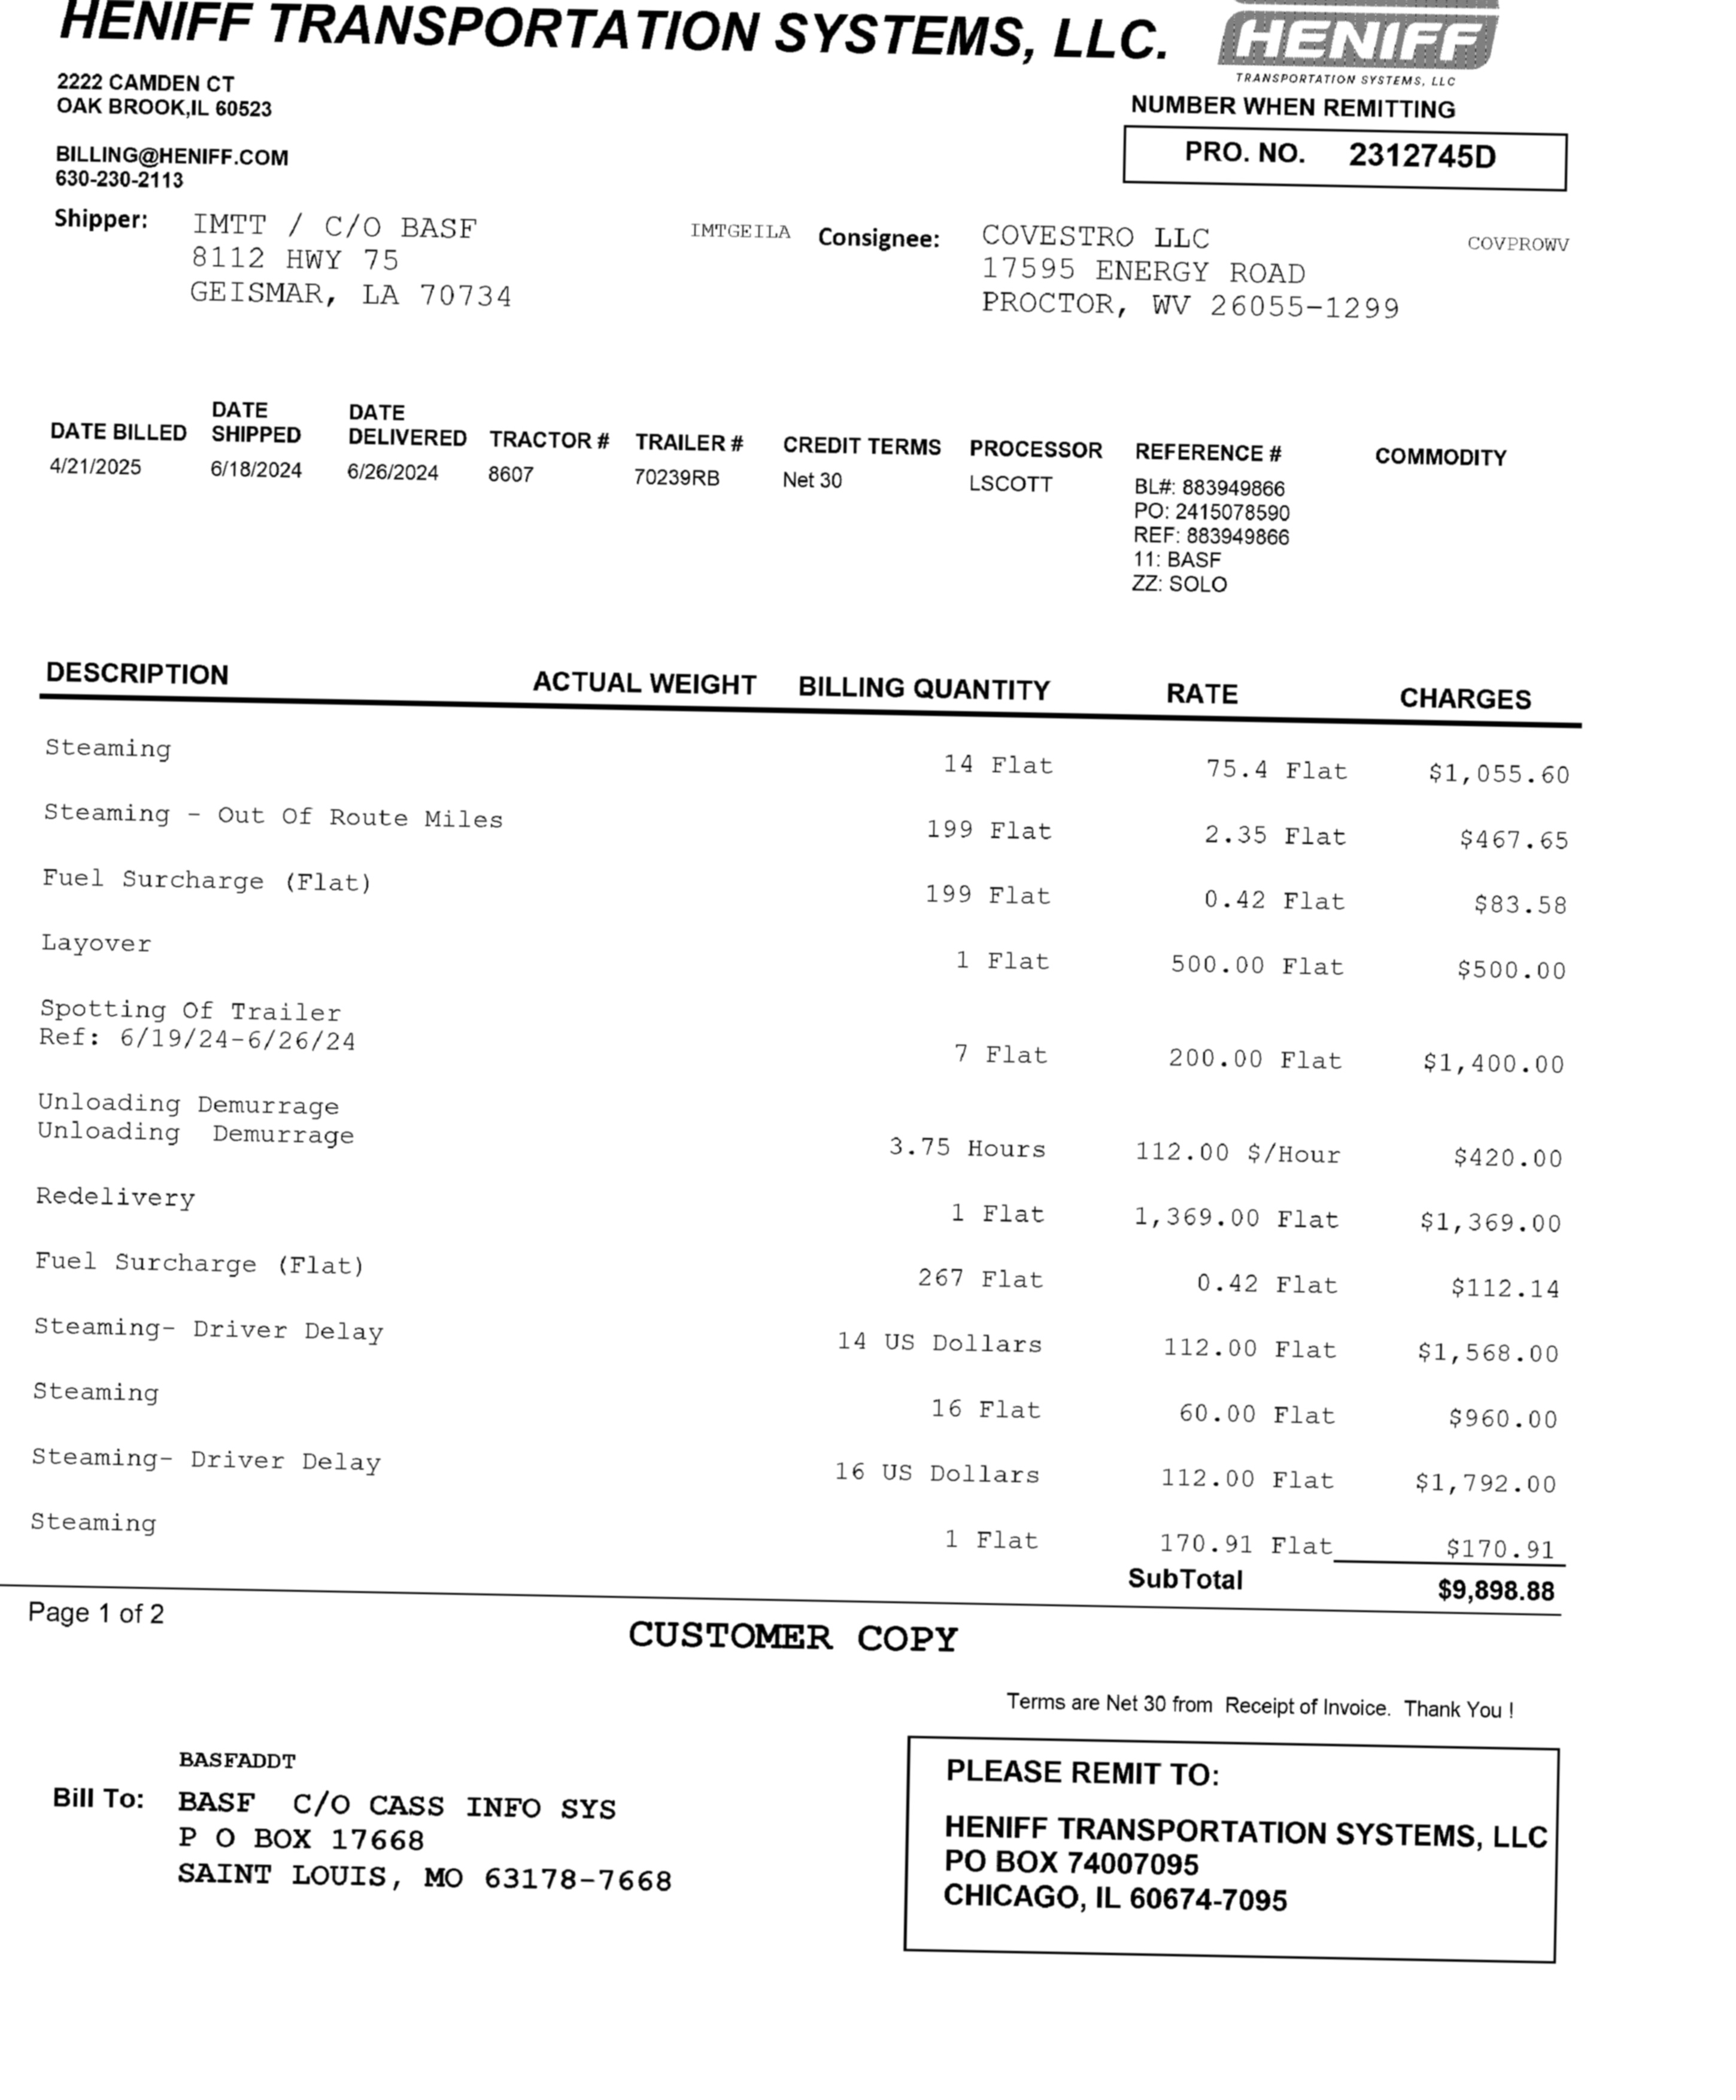 HENIFF TRANSPORTATION SYSTEMS, LLC.
HENIFF
TRANSPORTATION SYSTEMS, LLC
2222 CAMDEN CT
OAK BROOK,IL 60523
NUMBER WHEN REMITTING
BILLING@HENIFF.COM
630-230-2113
PRO. NO. 2312745D
Shipper: IMTT / C/O BASF IMTGEILA Consignee: COVESTRO LLC COVPROWV
8112 HWY 75 17595 ENERGY ROAD
GEISMAR, LA 70734 PROCTOR, WV 26055-1299
DATE DATE
DATE BILLED SHIPPED DELIVERED TRACTOR # TRAILER # CREDIT TERMS PROCESSOR REFERENCE # COMMODITY
4/21/2025 6/18/2024 6/26/2024 8607 70239RB Net 30 LSCOTT BL#: 883949866
PO: 2415078590
REF: 883949866
11: BASF
ZZ: SOLO
DESCRIPTION ACTUAL WEIGHT BILLING QUANTITY RATE CHARGES
Steaming 14 Flat 75.4 Flat $1,055.60
Steaming - Out Of Route Miles 199 Flat 2.35 Flat $467.65
Fuel Surcharge (Flat) 199 Flat 0.42 Flat $83.58
Layover 1 Flat 500.00 Flat $500.00
Spotting Of Trailer
Ref: 6/19/24-6/26/24 7 Flat 200.00 Flat $1,400.00
Unloading Demurrage
Unloading Demurrage 3.75 Hours 112.00 $/Hour $420.00
Redelivery 1 Flat 1,369.00 Flat $1,369.00
Fuel Surcharge (Flat) 267 Flat 0.42 Flat $112.14
Steaming- Driver Delay 14 US Dollars 112.00 Flat $1,568.00
Steaming 16 Flat 60.00 Flat $960.00
Steaming- Driver Delay 16 US Dollars 112.00 Flat $1,792.00
Steaming 1 Flat 170.91 Flat $170.91
SubTotal $9,898.88
Page 1 of 2
CUSTOMER COPY
Terms are Net 30 from Receipt of Invoice. Thank You !
BASFADDT
Bill To: BASF C/O CASS INFO SYS
P O BOX 17668
SAINT LOUIS, MO 63178-7668
PLEASE REMIT TO:
HENIFF TRANSPORTATION SYSTEMS, LLC
PO BOX 74007095
CHICAGO, IL 60674-7095